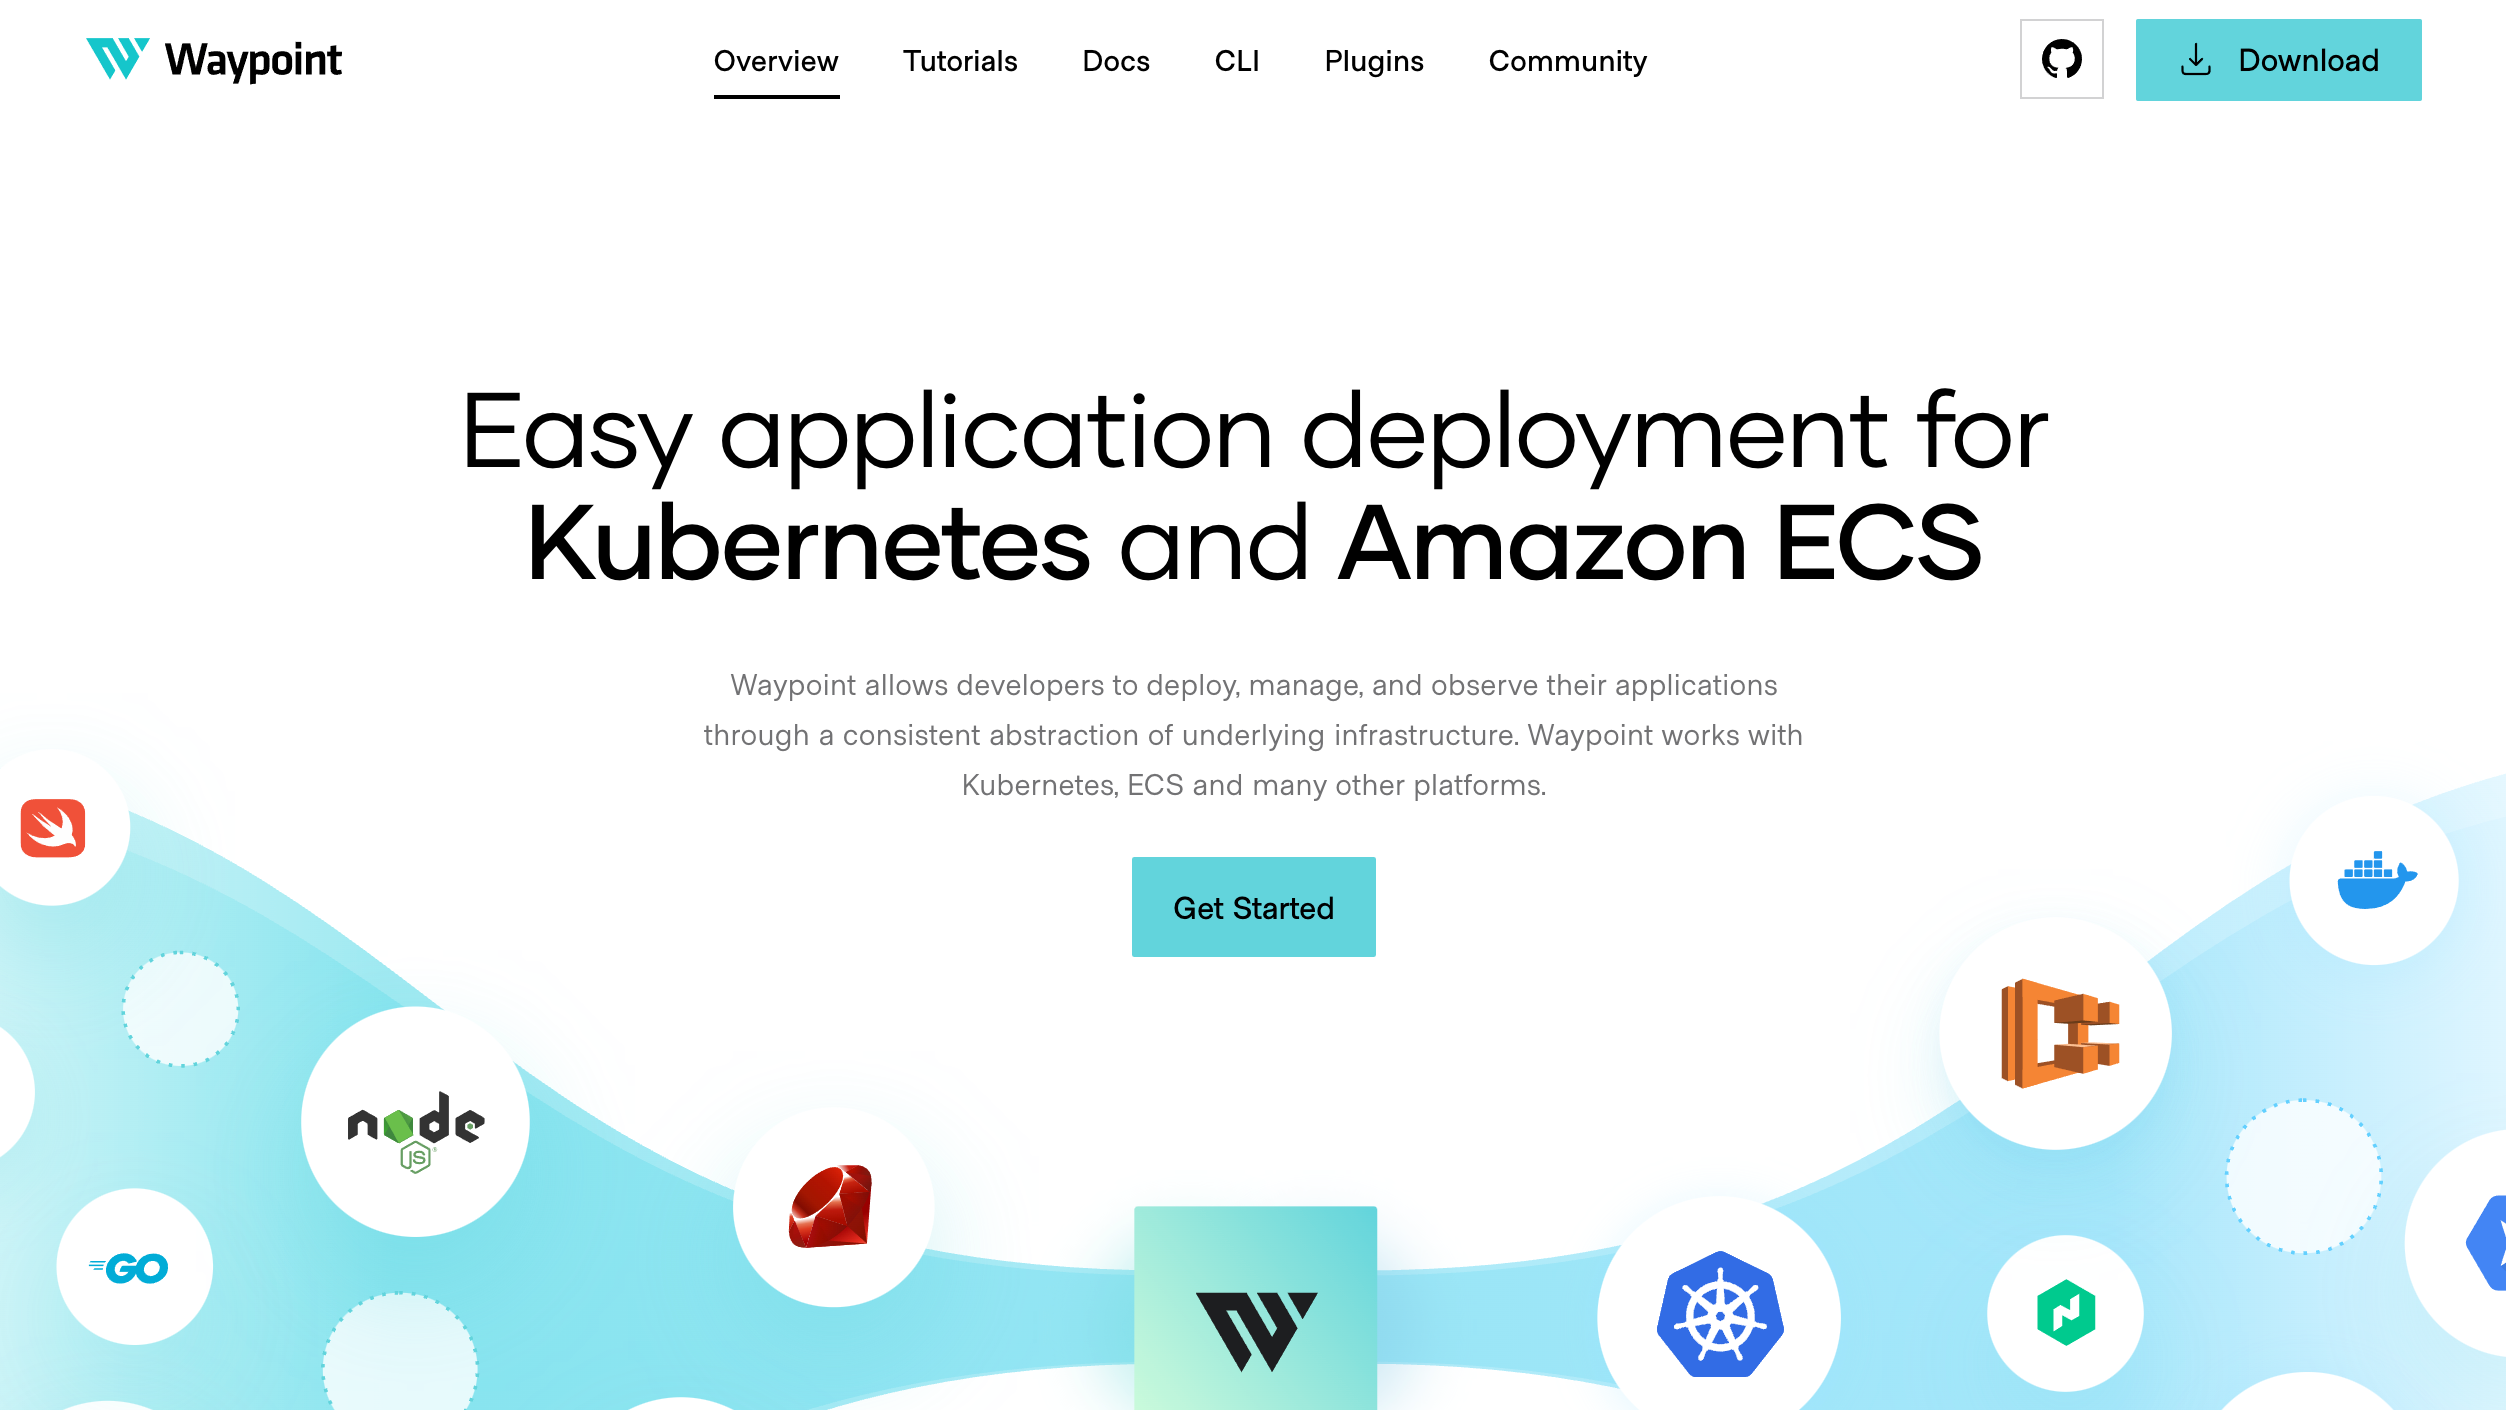 Waypoint
Overview Tutorials Docs CLI Plugins Community
Download
Easy application deployment for
Kubernetes and Amazon ECS
Waypoint allows developers to deploy, manage, and observe their applications
through a consistent abstraction of underlying infrastructure. Waypoint works with
Kubernetes, ECS and many other platforms.
Get Started
node
JS
GO